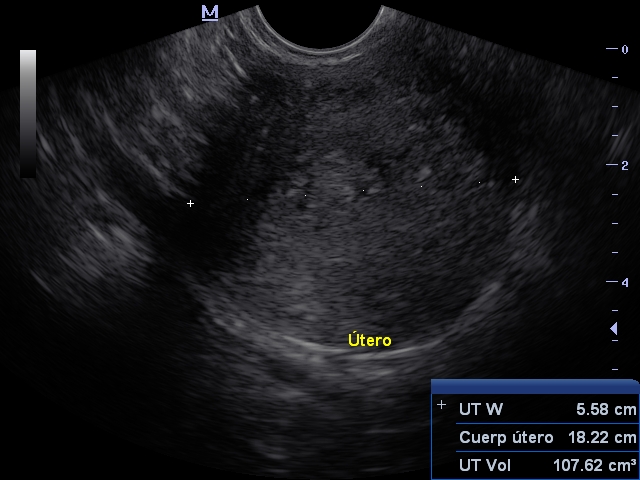 M
0
2
4
Útero
UT W 5.58 cm
Cuerp útero 18.22 cm
UT Vol 107.62 cm³